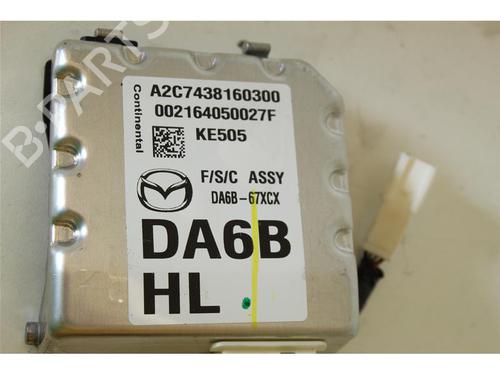 B-PARTS
Continental
A2C7438160300
002164050027F
KE505
F/S/C ASSY
DA6B-67XCX
DA6B
HL